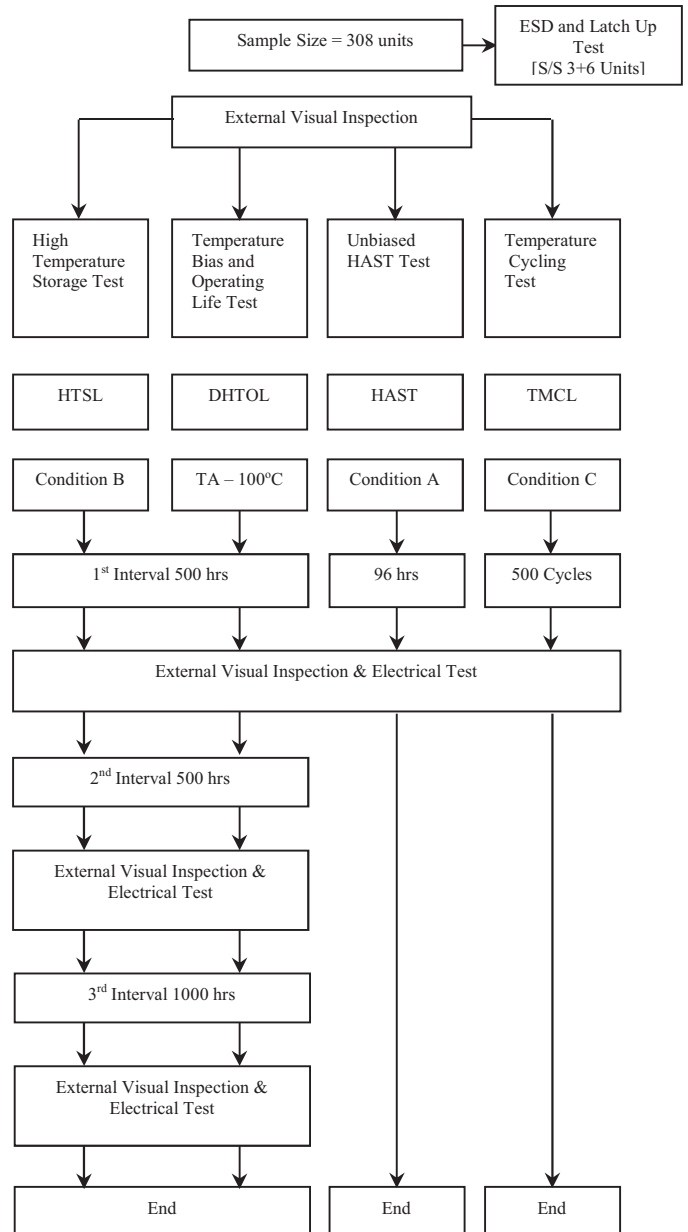 Sample Size = 308 units
ESD and Latch Up
Test
[S/S 3+6 Units]
External Visual Inspection
High
Temperature
Storage Test
Temperature
Bias and
Operating
Life Test
Unbiased
HAST Test
Temperature
Cycling
Test
HTSL
DHTOL
HAST
TMCL
Condition B
TA – 100°C
Condition A
Condition C
1st Interval 500 hrs
96 hrs
500 Cycles
External Visual Inspection & Electrical Test
2nd Interval 500 hrs
External Visual Inspection &
Electrical Test
3rd Interval 1000 hrs
External Visual Inspection &
Electrical Test
End
End
End